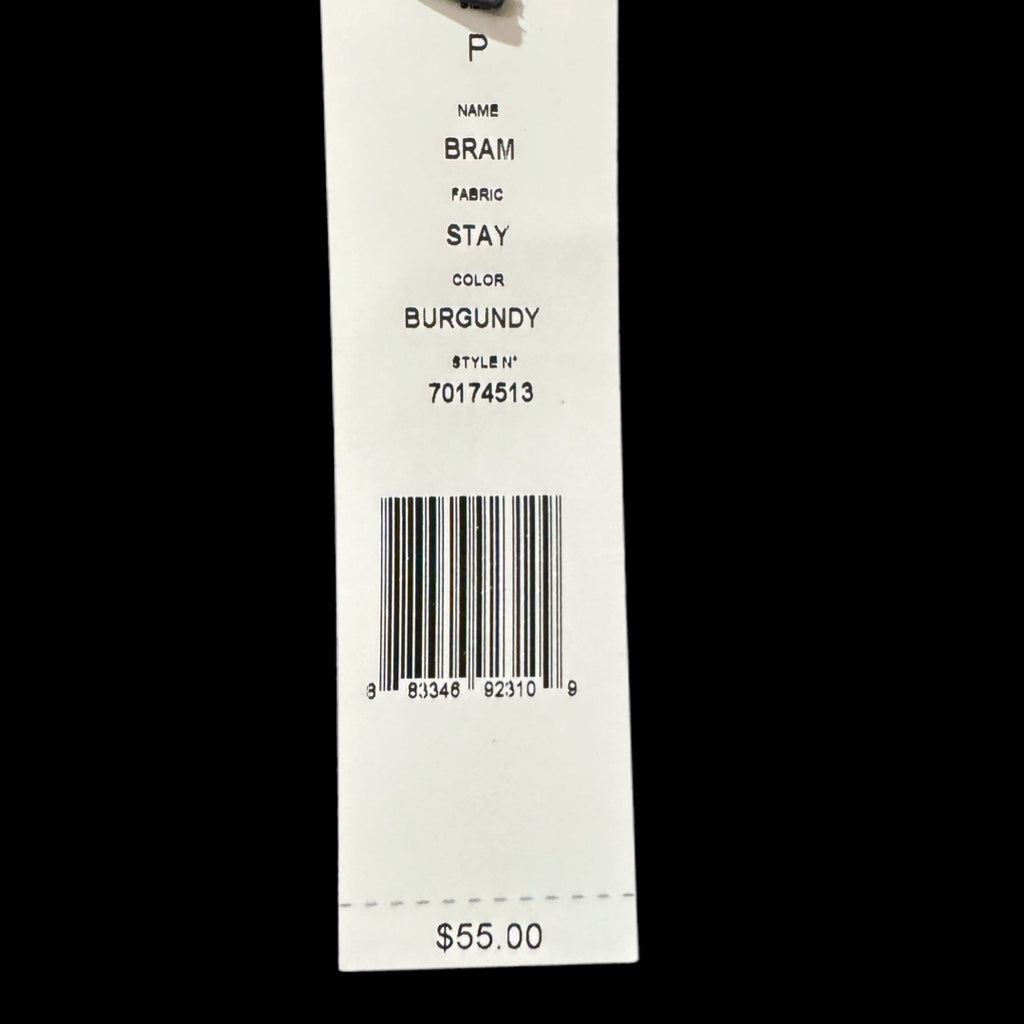 P
NAME
BRAM
FABRIC
STAY
COLOR
BURGUNDY
STYLE N°
70174513
8 83346 92310 9
$55.00